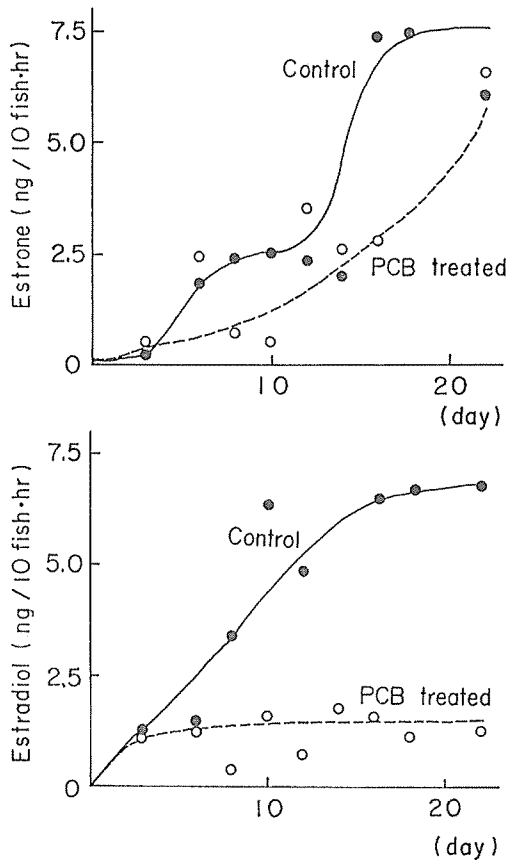 Estrone (ng / 10 fish·hr)
7.5
5.0
2.5
0
Control
PCB treated
10
20
(day)
Estradiol (ng / 10 fish·hr)
7.5
5.0
2.5
0
Control
PCB treated
10
20
(day)